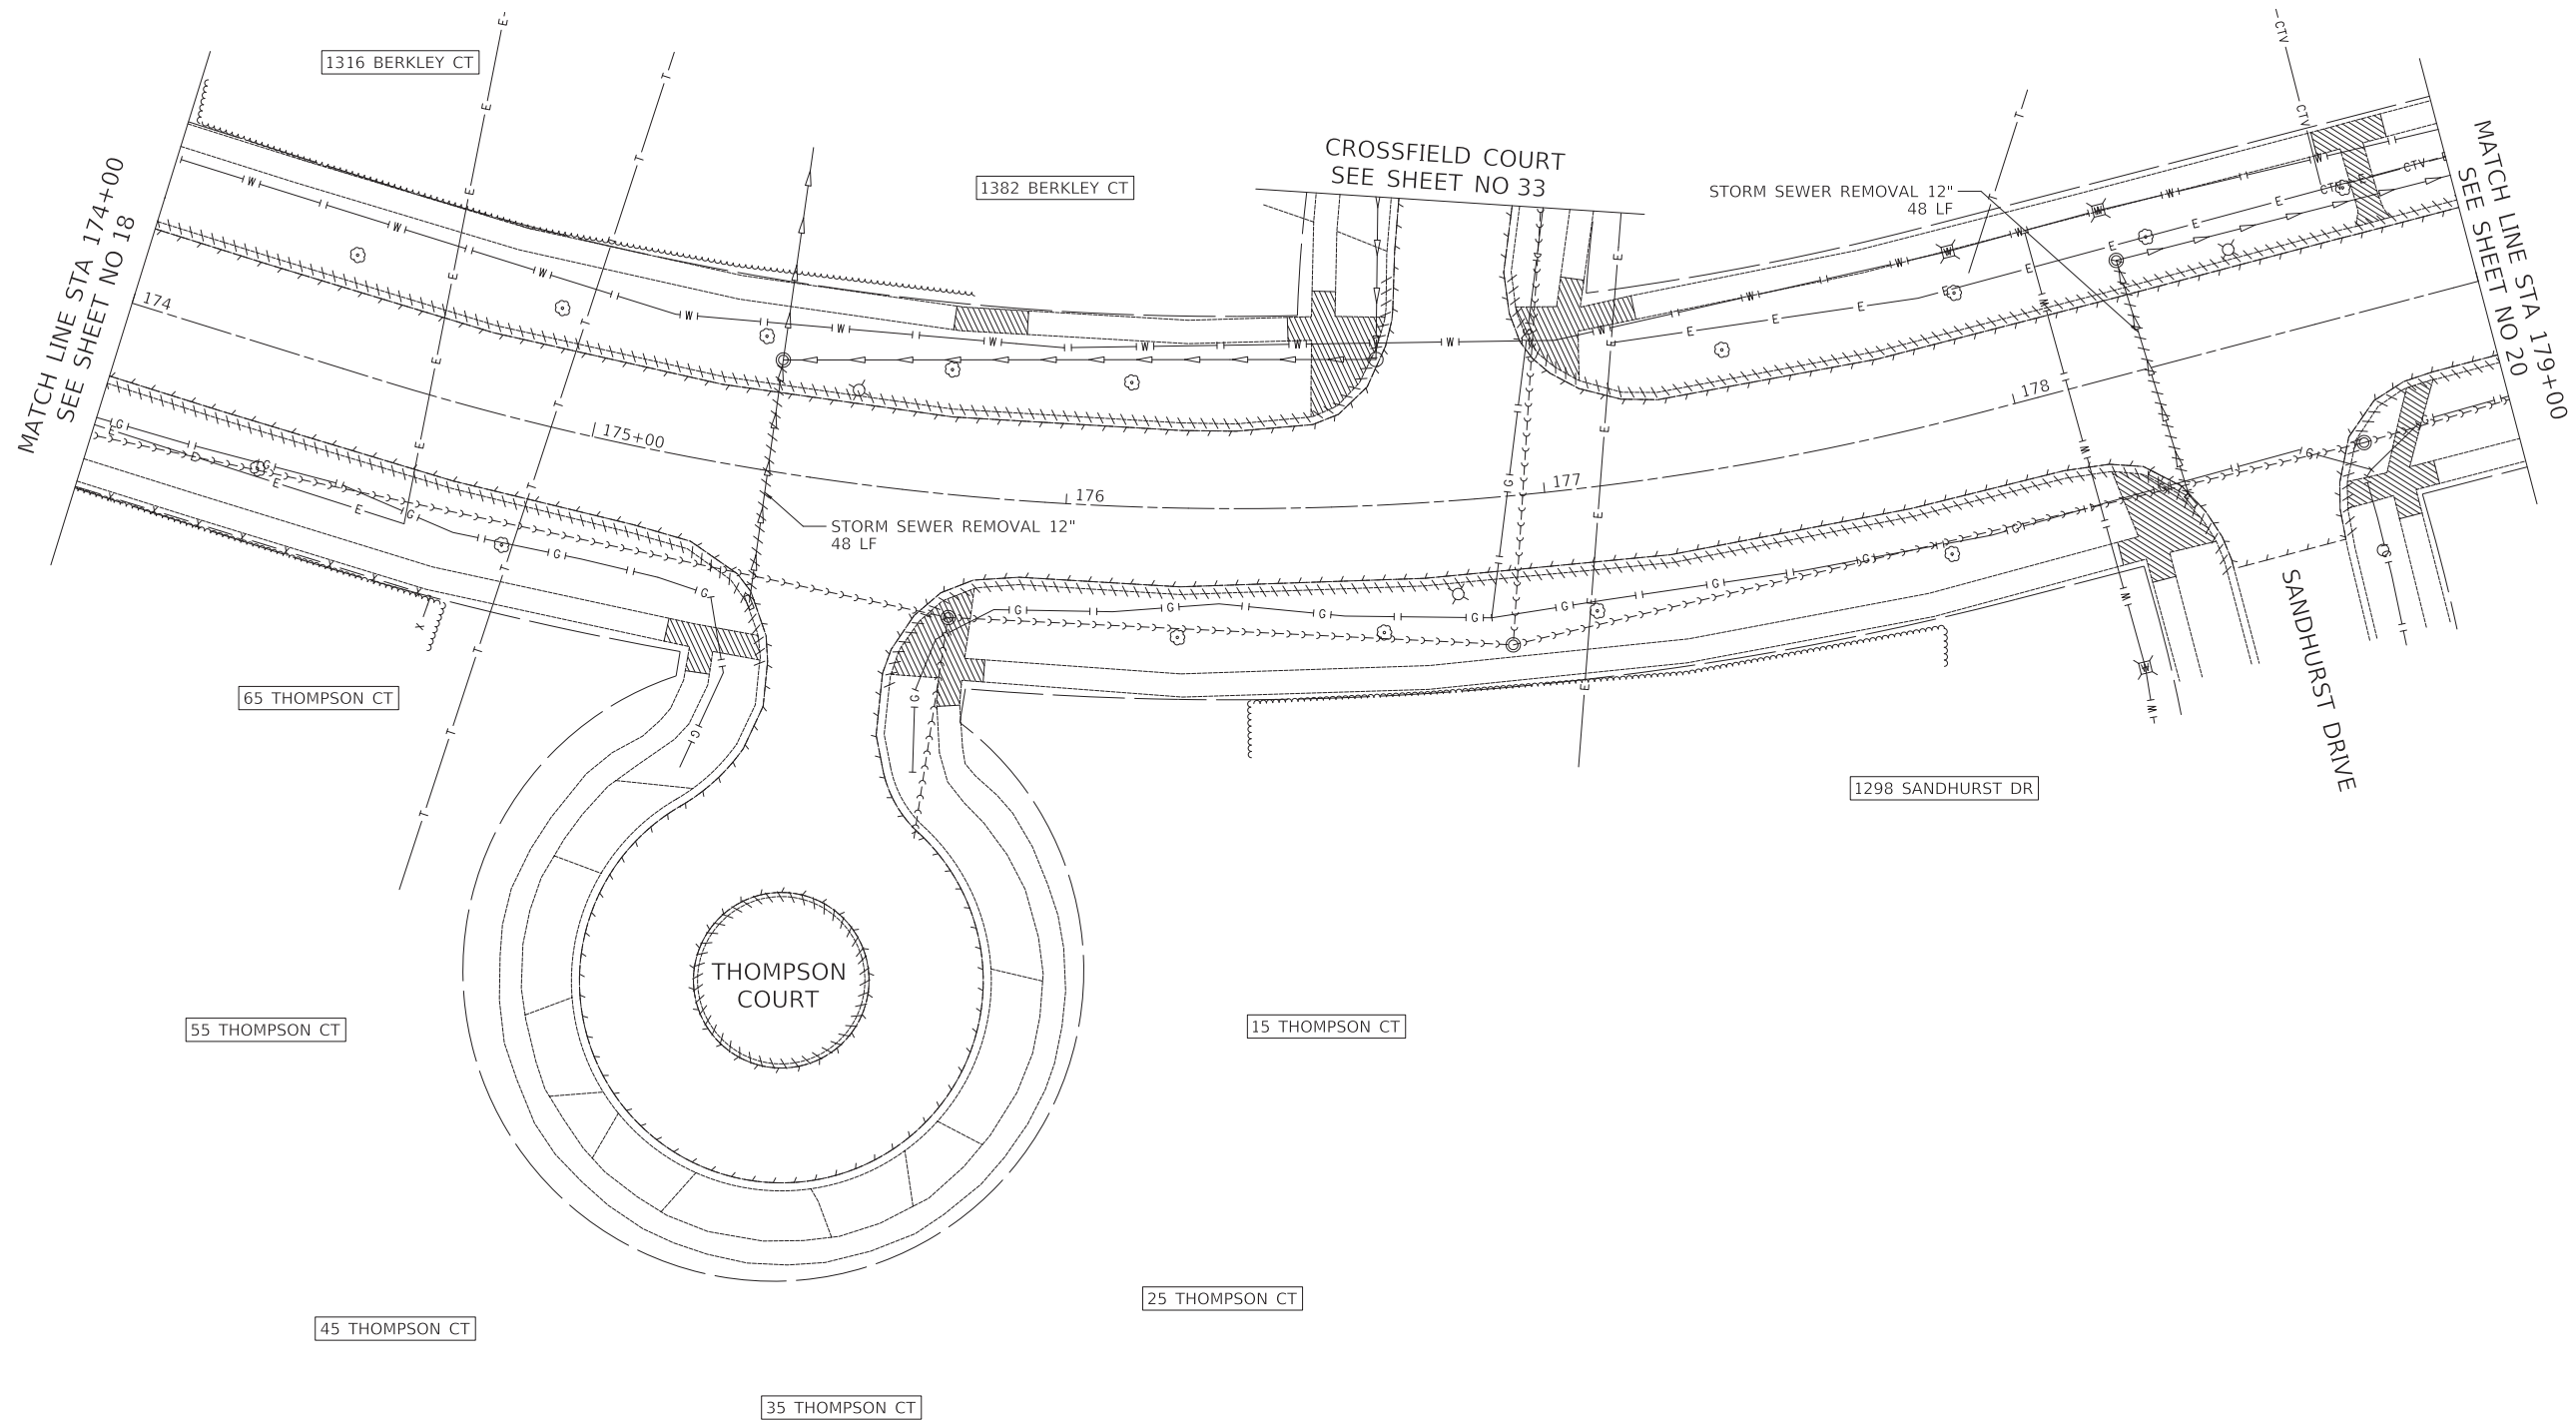 1316 BERKLEY CT
MATCH LINE STA 174+00
SEE SHEET NO 18
1382 BERKLEY CT
CROSSFIELD COURT
SEE SHEET NO 33
STORM SEWER REMOVAL 12"
48 LF
MATCH LINE STA 179+00
SEE SHEET NO 20
174
175+00
176
177
178
STORM SEWER REMOVAL 12"
48 LF
65 THOMPSON CT
SANDHURST DRIVE
1298 SANDHURST DR
THOMPSON
COURT
55 THOMPSON CT
15 THOMPSON CT
25 THOMPSON CT
45 THOMPSON CT
35 THOMPSON CT